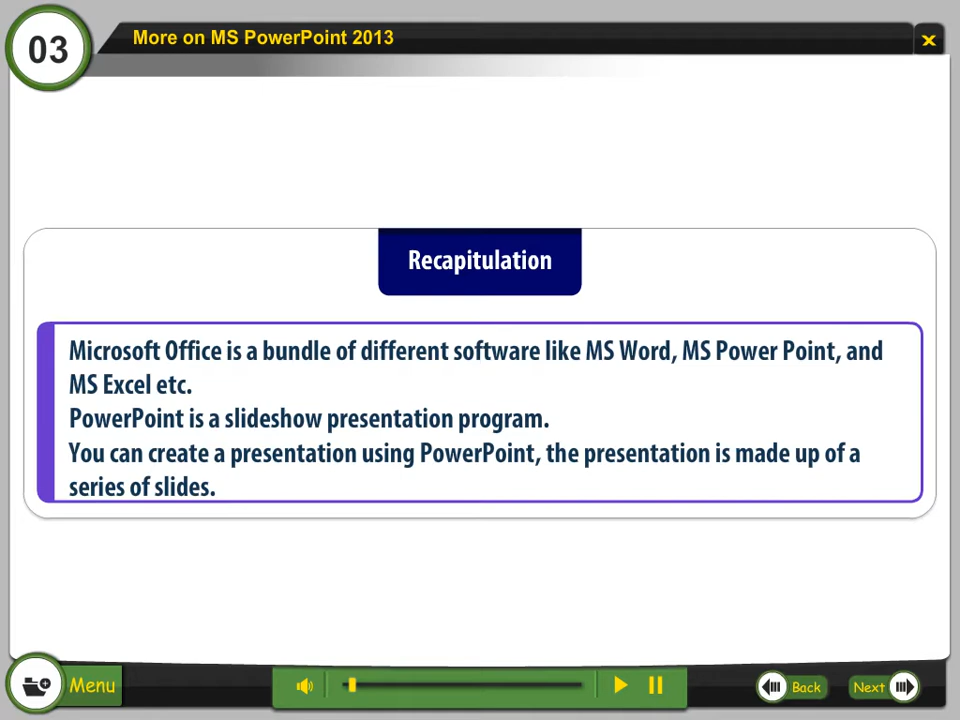 03
More on MS PowerPoint 2013
x
Recapitulation
Microsoft Office is a bundle of different software like MS Word, MS Power Point, and
MS Excel etc.
PowerPoint is a slideshow presentation program.
You can create a presentation using PowerPoint, the presentation is made up of a
series of slides.
Menu
Back
Next